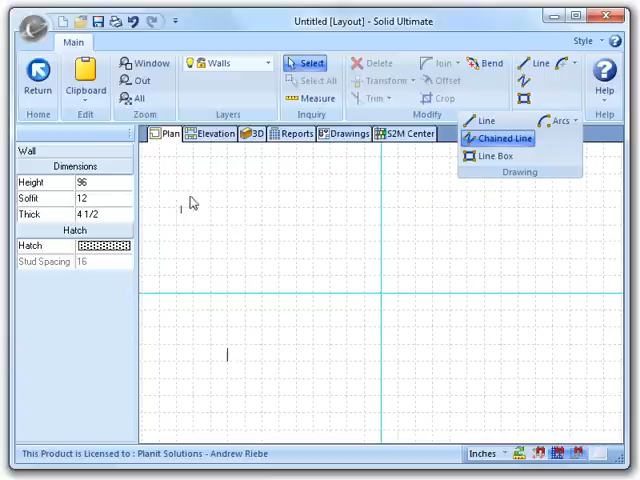 Untitled [Layout] - Solid Ultimate
Main
Style
Return
Clipboard
Window
Out
All
Walls
Select
Select All
Measure
Delete
Transform
Trim
Join
Offset
Crop
Bend
Line
Help
Home
Zoom
Layers
Inquiry
Modify
Help
Line
Arcs
Chained Line
Line Box
Drawing
Plan
Elevation
3D
Reports
Drawings
S2M Center
Wall
Dimensions
Height 96
Soffit 12
Thick 4 1/2
Hatch
Hatch
Stud Spacing 16
This Product is Licensed to : Planit Solutions - Andrew Riebe
Inches